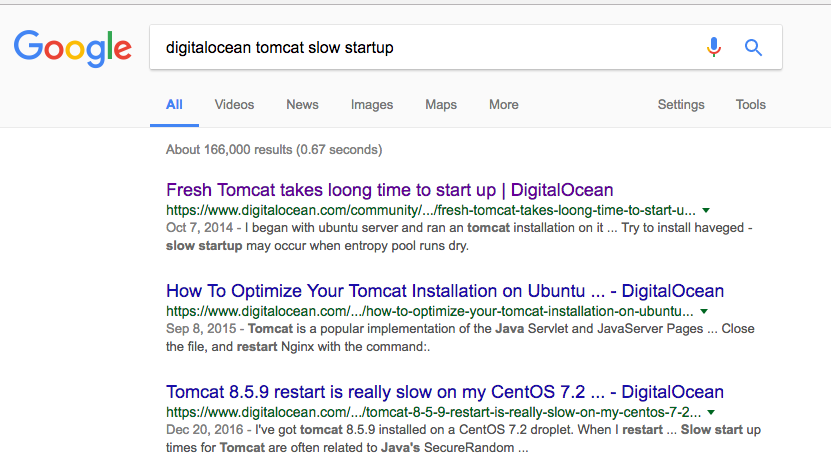 Google
digitalocean tomcat slow startup
All Videos News Images Maps More Settings Tools
About 166,000 results (0.67 seconds)
Fresh Tomcat takes loong time to start up | DigitalOcean
https://www.digitalocean.com/community/.../fresh-tomcat-takes-loong-time-to-start-u...
Oct 7, 2014 - I began with ubuntu server and ran an tomcat installation on it ... Try to install haveged -
slow startup may occur when entropy pool runs dry.
How To Optimize Your Tomcat Installation on Ubuntu ... - DigitalOcean
https://www.digitalocean.com/.../how-to-optimize-your-tomcat-installation-on-ubuntu...
Sep 8, 2015 - Tomcat is a popular implementation of the Java Servlet and JavaServer Pages ... Close
the file, and restart Nginx with the command:.
Tomcat 8.5.9 restart is really slow on my CentOS 7.2 ... - DigitalOcean
https://www.digitalocean.com/.../tomcat-8-5-9-restart-is-really-slow-on-my-centos-7-2...
Dec 20, 2016 - I've got tomcat 8.5.9 installed on a CentOS 7.2 droplet. When I restart ... Slow start up
times for Tomcat are often related to Java's SecureRandom ...